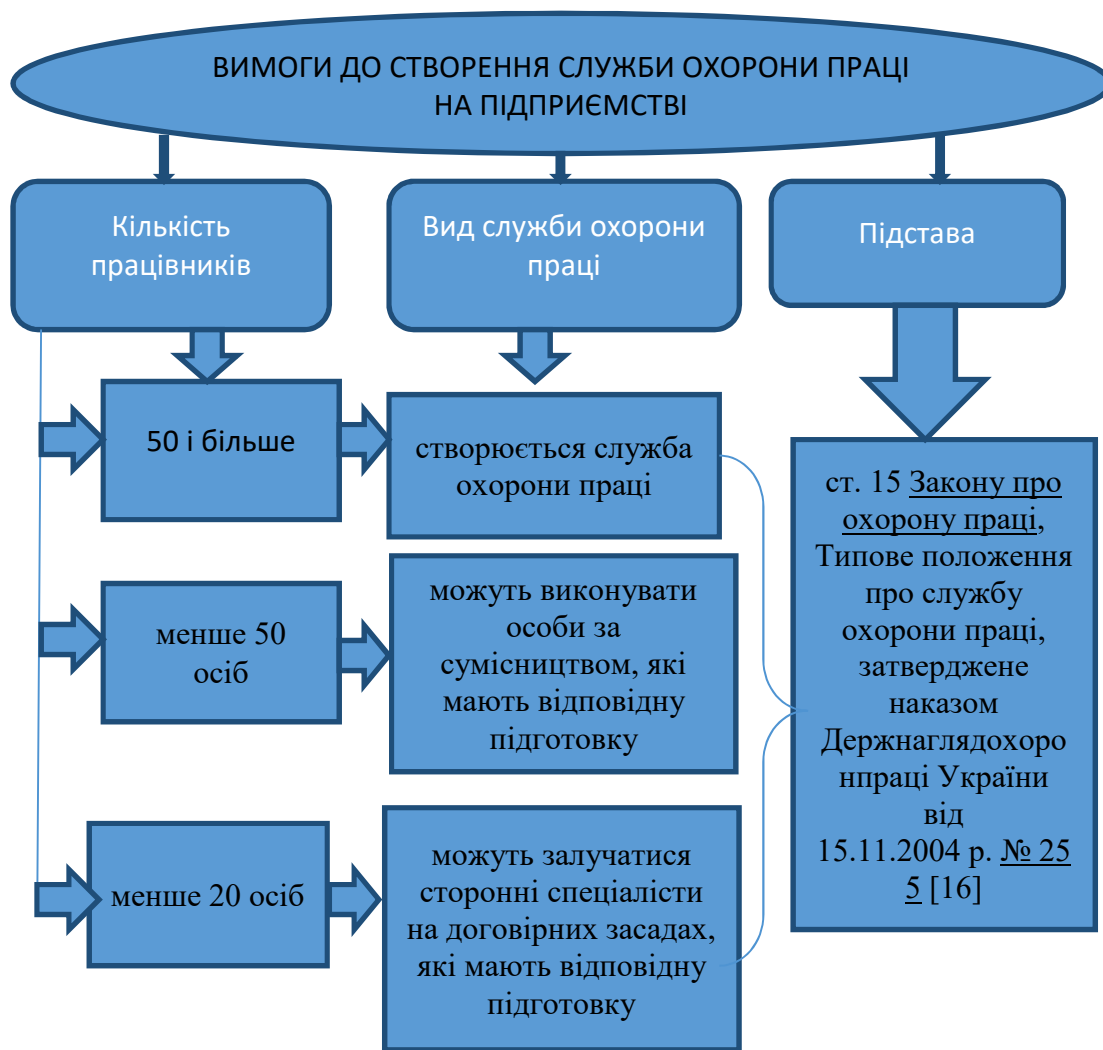 ВИМОГИ ДО СТВОРЕННЯ СЛУЖБИ ОХОРОНИ ПРАЦІ
НА ПІДПРИЄМСТВІ
Кількість
працівників
Вид служби охорони
праці
Підстава
50 і більше
створюється служба
охорони праці
менше 50
осіб
можуть виконувати
особи за
сумісництвом, які
мають відповідну
підготовку
менше 20 осіб
можуть залучатися
сторонні спеціалісти
на договірних засадах,
які мають відповідну
підготовку
ст. 15 Закону про
охорону праці,
Типове положення
про службу
охорони праці,
затверджене
наказом
Держнаглядохоро
нпраці України
від
15.11.2004 р. № 25
5 [16]